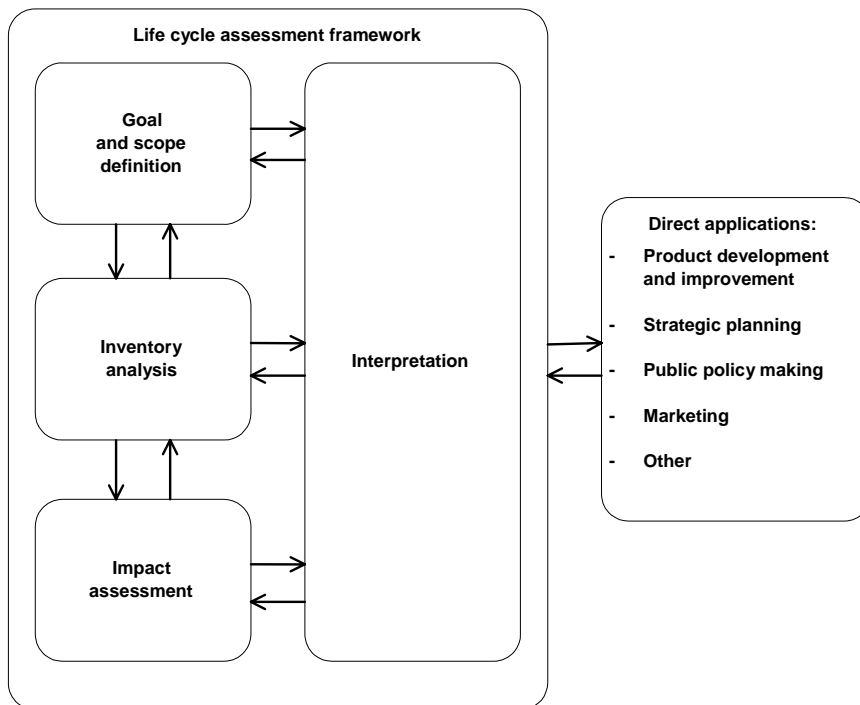 Life cycle assessment framework
Goal
and scope
definition
Inventory
analysis
Impact
assessment
Interpretation
Direct applications:
- Product development
and improvement
- Strategic planning
- Public policy making
- Marketing
- Other